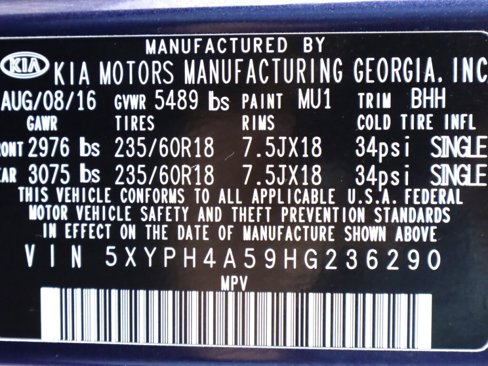 MANUFACTURED BY
KIA KIA MOTORS MANUFACTURING GEORGIA, INC
AUG/08/16 GVWR 5489 lbs PAINT MU1 TRIM BHH
GAWR TIRES RIMS COLD TIRE INFL
RONT 2976 lbs 235/60R18 7.5JX18 34psi SINGLE
EAR 3075 lbs 235/60R18 7.5JX18 34psi SINGLE
THIS VEHICLE CONFORMS TO ALL APPLICABLE U.S.A. FEDERAL
MOTOR VEHICLE SAFETY AND THEFT PREVENTION STANDARDS
IN EFFECT ON THE DATE OF MANUFACTURE SHOWN ABOVE
VIN 5XYPH4A59HG236290
MPV